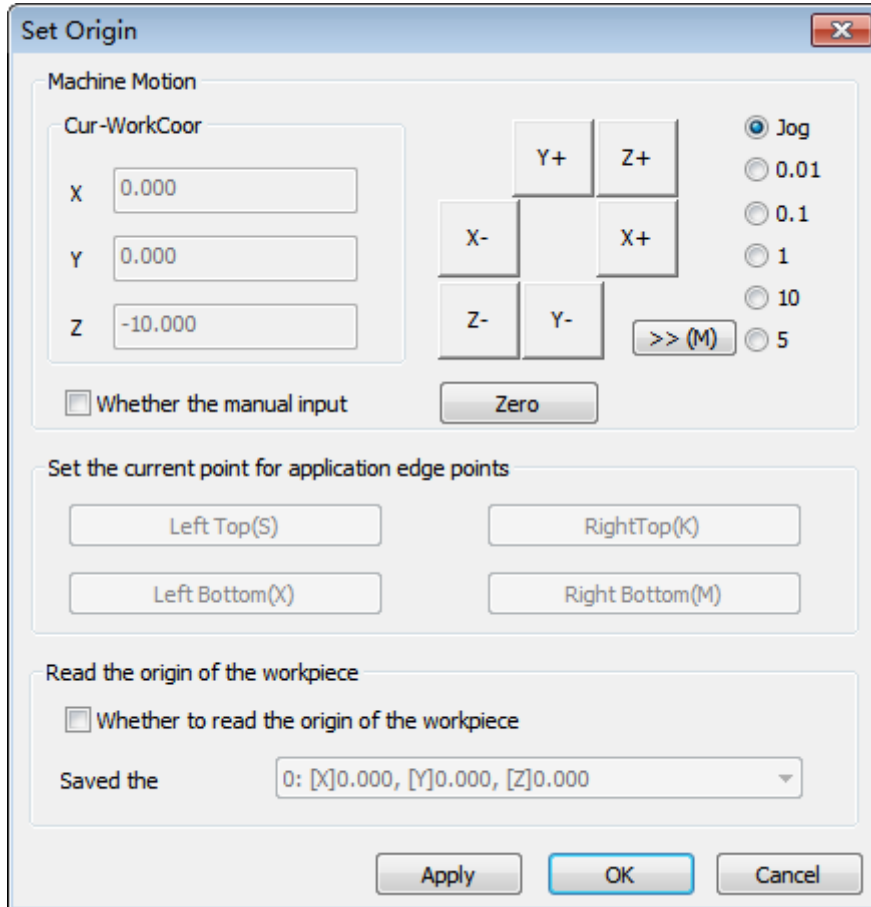 Set Origin
Machine Motion
Cur-WorkCoor
X 0.000
Y 0.000
Z -10.000
Y+ Z+
X- X+
Z- Y-
>> (M)
Jog
0.01
0.1
1
10
5
Whether the manual input
Zero
Set the current point for application edge points
Left Top(S) RightTop(K)
Left Bottom(X) Right Bottom(M)
Read the origin of the workpiece
Whether to read the origin of the workpiece
Saved the 0: [X]0.000, [Y]0.000, [Z]0.000
Apply OK Cancel